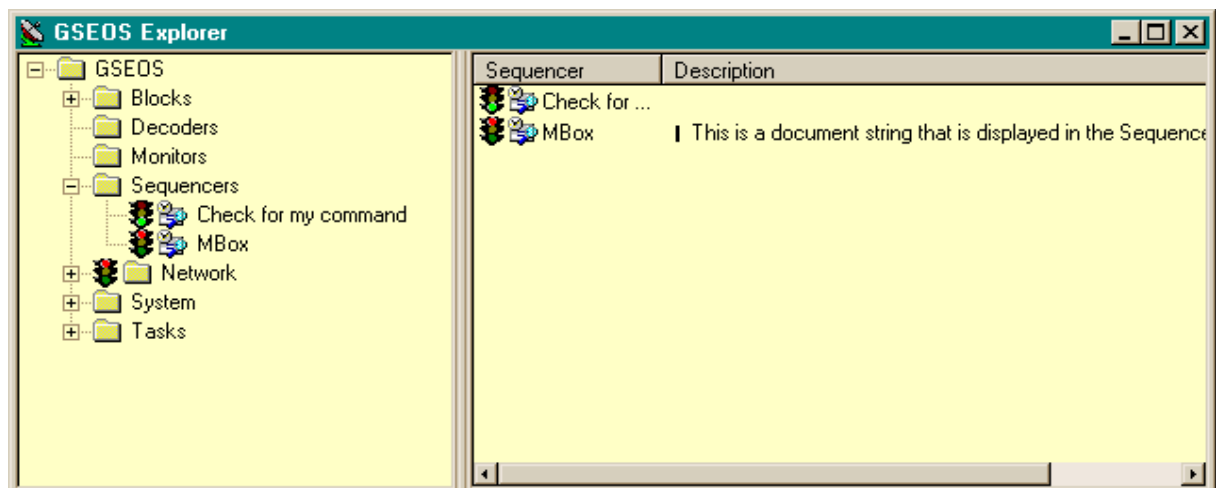 GSEOS Explorer
GSEOS
Blocks
Decoders
Monitors
Sequencers
Check for my command
MBox
Network
System
Tasks
Sequencer Description
Check for ...
MBox This is a document string that is displayed in the Sequence